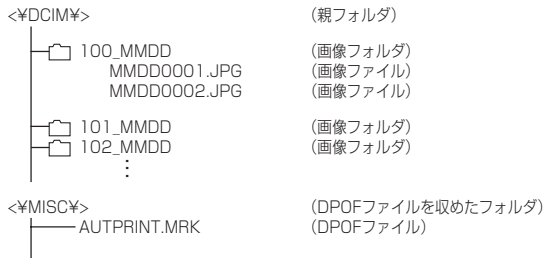 <¥DCIM¥> (親フォルダ)
100_MMDD (画像フォルダ)
MMDD0001.JPG (画像ファイル)
MMDD0002.JPG (画像ファイル)
101_MMDD (画像フォルダ)
102_MMDD (画像フォルダ)
<¥MISC¥> (DPOFファイルを収めたフォルダ)
AUTPRINT.MRK (DPOFファイル)